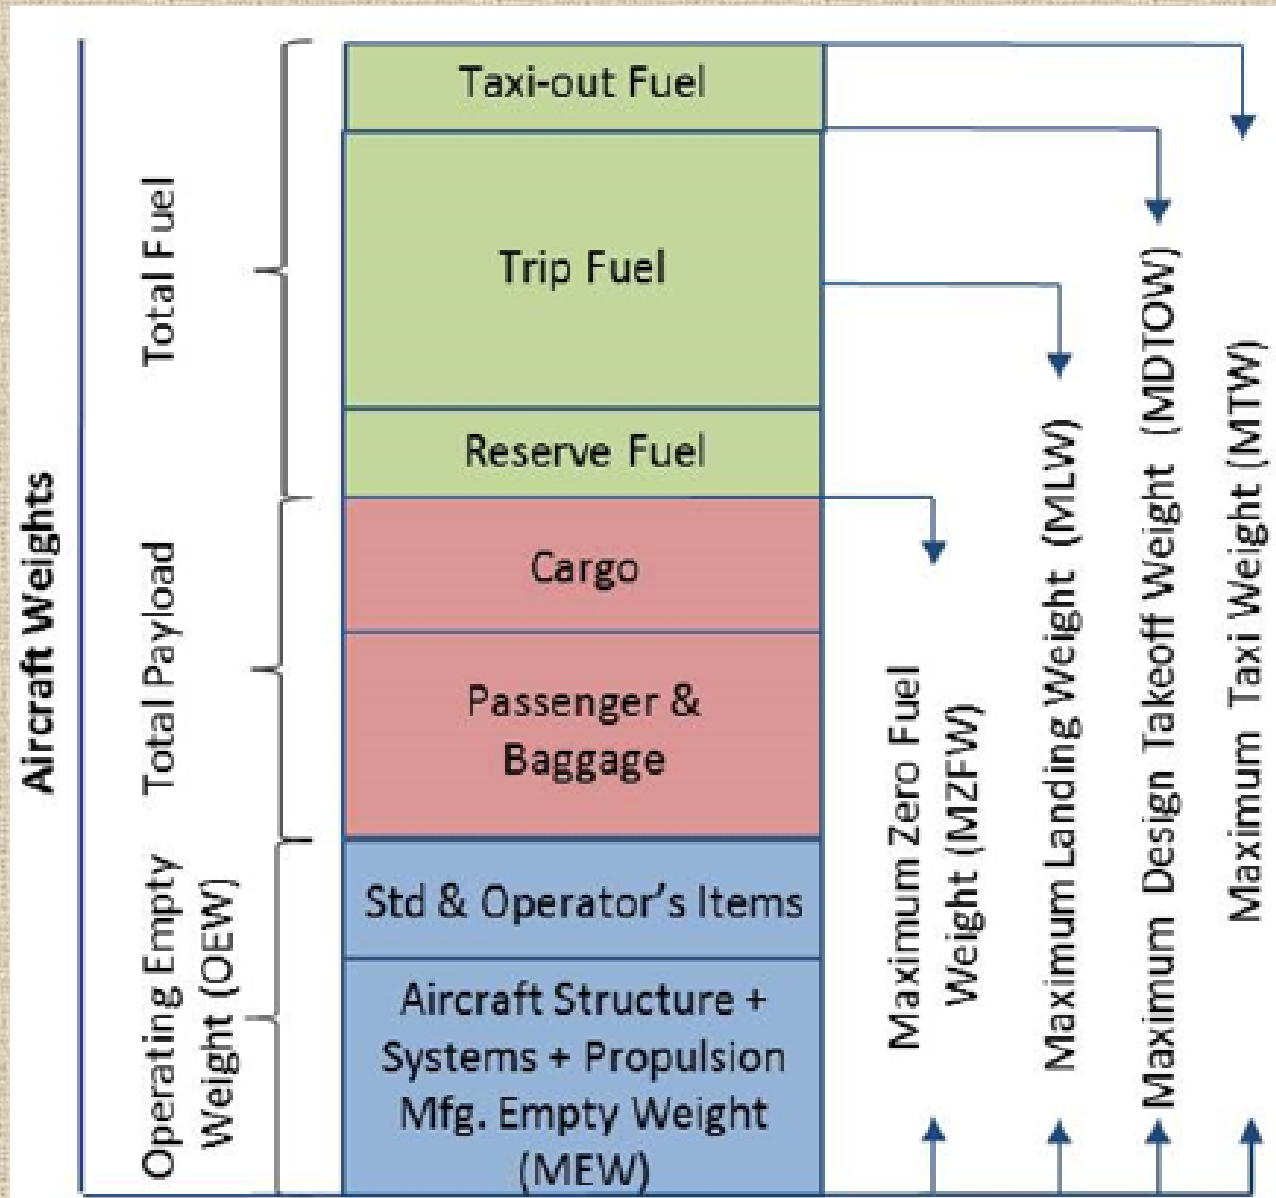 Aircraft Weights
Total Fuel
Total Payload
Operating Empty
Weight (OEW)
Taxi-out Fuel
Trip Fuel
Reserve Fuel
Cargo
Passenger &
Baggage
Std & Operator's Items
Aircraft Structure +
Systems + Propulsion
Mfg. Empty Weight
(MEW)
Maximum Zero Fuel
Weight (MZFW)
Maximum Landing Weight (MLW)
Maximum Design Takeoff Weight (MDTOW)
Maximum Taxi Weight (MTW)